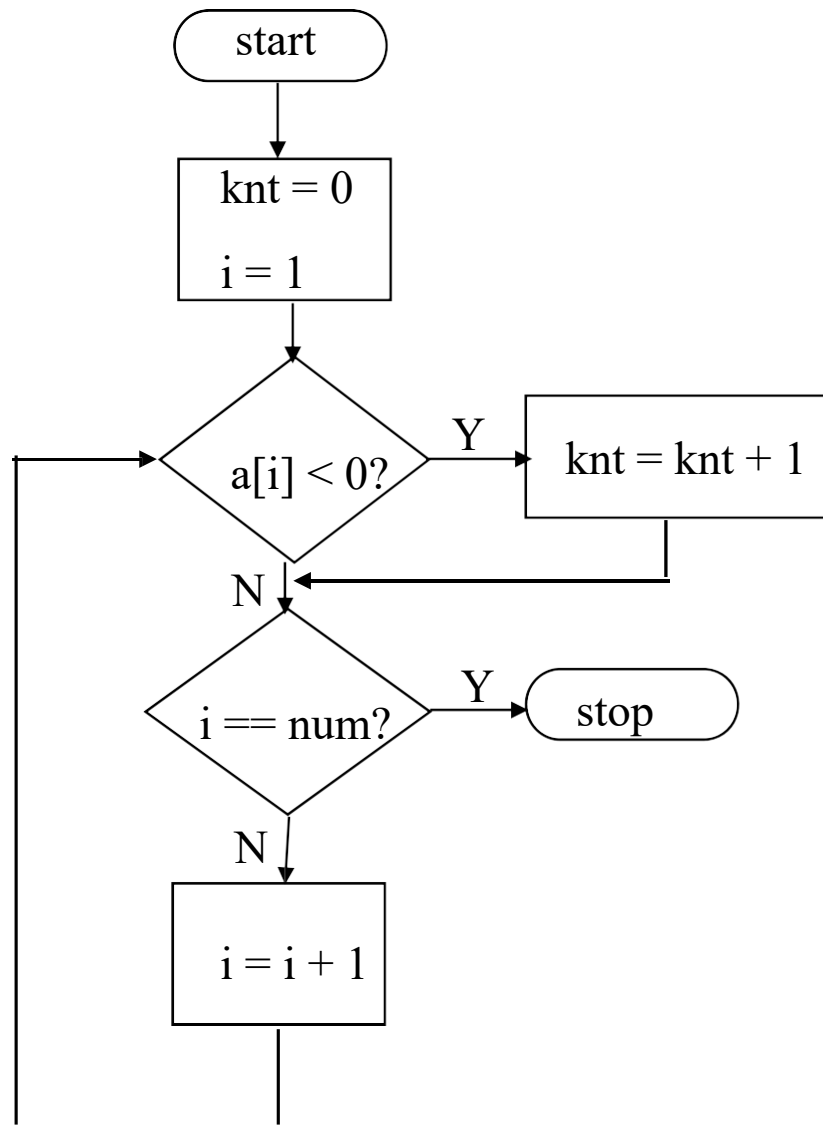 start
knt = 0
i = 1
a[i] < 0?
Y
knt = knt + 1
N
i == num?
Y
stop
N
i = i + 1